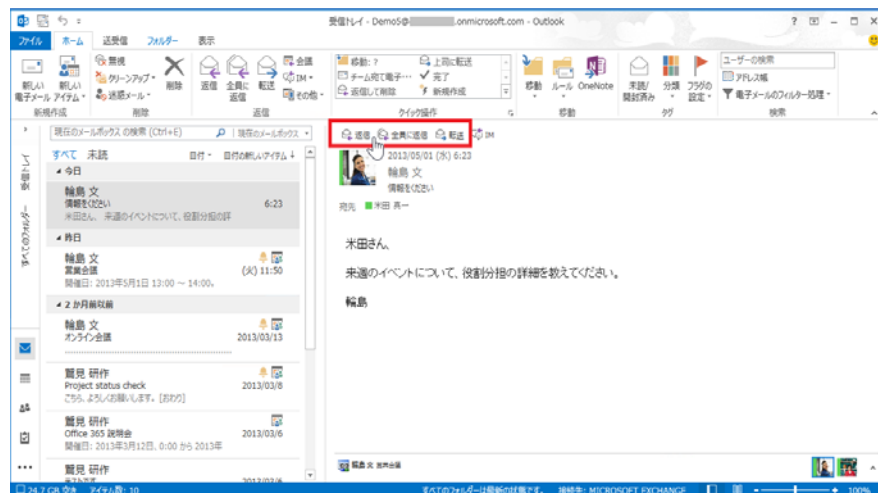 受信トレイ - Demo5@ .onmicrosoft.com - Outlook
ファイル ホーム 送受信 フォルダー 表示
新しい電子メール
新しいアイテム
無視
クリーンアップ
迷惑メール
削除
返信
全員に返信
転送
会議
IM
その他
移動: ?
チーム宛て電子…
返信して削除
上司に転送
完了
新規作成
移動
ルール
OneNote
未読/開封済み
分類
フラグの設定
ユーザーの検索
アドレス帳
電子メールのフィルター処理
新規作成 削除 返信 クイック操作 移動 タグ 検索
現在のメールボックス の検索 (Ctrl+E) 現在のメールボックス
すべて 未読 日付 日付の新しいアイテム ↓
今日
輪島 文
情報をください 6:23
米田さん、 来週のイベントについて、役割分担の詳
昨日
輪島 文
営業会議 (火) 11:50
開催日: 2013年5月1日 13:00 ～ 14:00。
2 か月前以前
輪島 文
オンライン会議 2013/03/13
鷲見 研作
Project status check 2013/03/8
こちら、よろしくお願いします。 [おわり]
鷲見 研作
Office 365 説明会 2013/03/6
開催日: 2013年3月12日、0:00 から 2013年
鷲見 研作
受信トレイ
すべてのフォルダー
返信 全員に返信 転送 IM
2013/05/01 (水) 6:23
輪島 文
情報をください
宛先 米田 真一
米田さん、
来週のイベントについて、役割分担の詳細を教えてください。
輪島
輪島 文
24.7 GB 空き アイテム数: 10 すべてのフォルダーは最新の状態です。 接続先: MICROSOFT EXCHANGE 100%